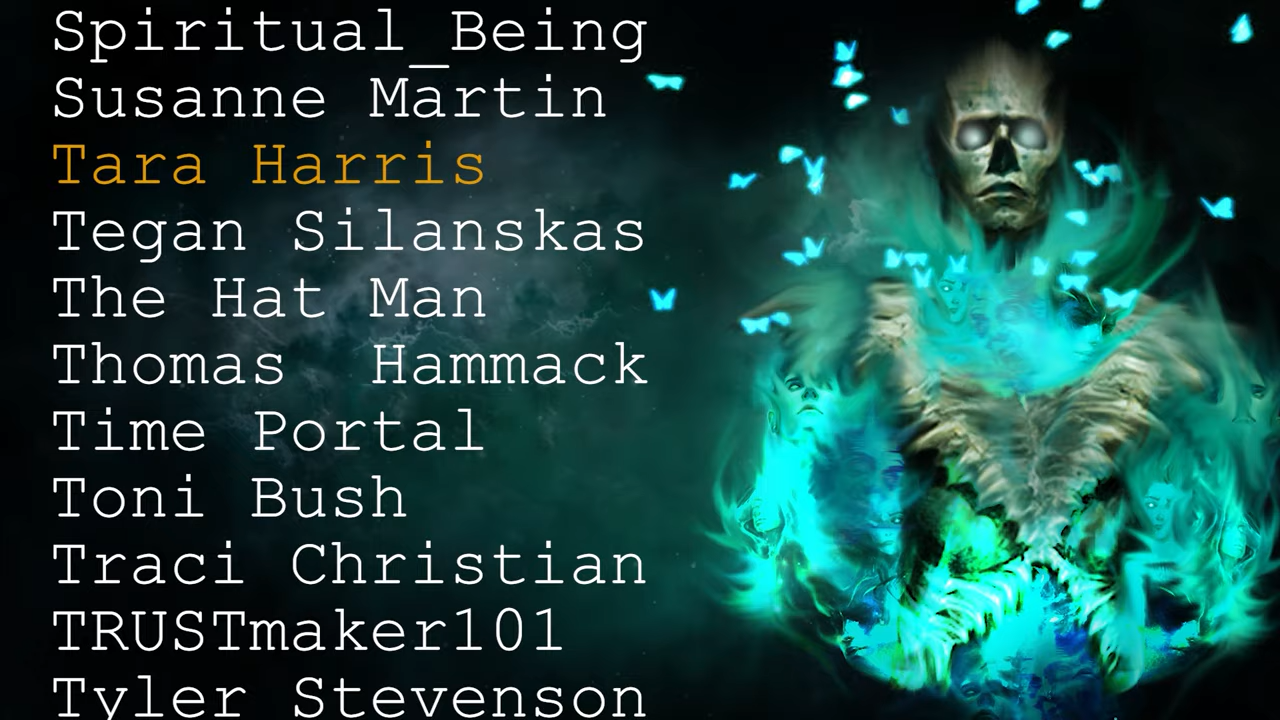 Spiritual_Being
Susanne Martin
Tara Harris
Tegan Silanskas
The Hat Man
Thomas  Hammack
Time Portal
Toni Bush
Traci Christian
TRUSTmaker101
Tyler Stevenson